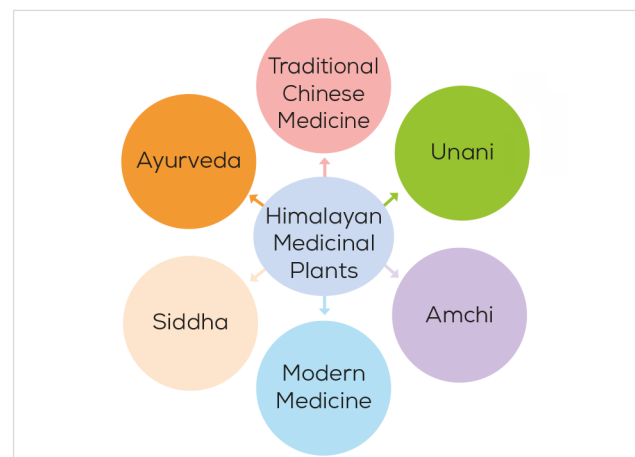 Traditional
Chinese
Medicine
Ayurveda
Unani
Himalayan
Medicinal
Plants
Siddha
Amchi
Modern
Medicine